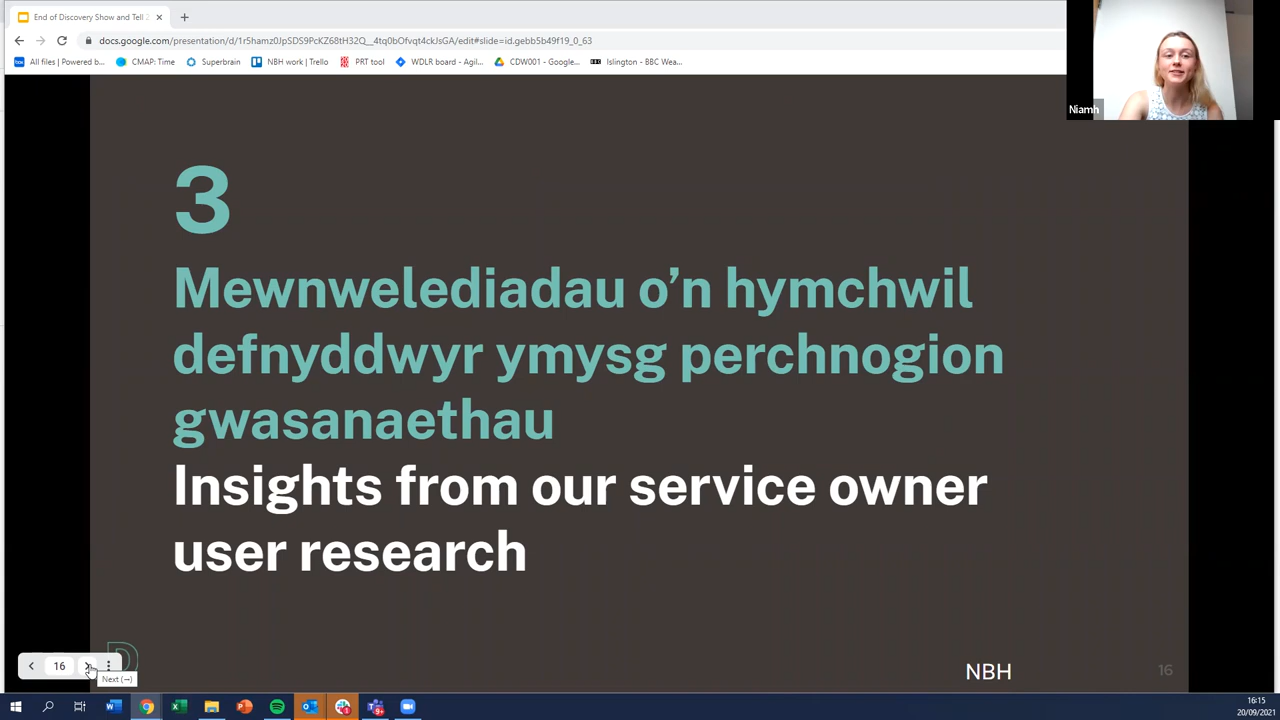 End of Discovery Show and Tell 2
docs.google.com/presentation/d/1r5hamz0JpSDS9PcKZ68tH32Q__4tq0bOfvqt4ckJsGA/edit#slide=id.gebb5b49f19_0_63
All files | Powered b...
CMAP: Time
Superbrain
NBH work | Trello
PRT tool
WDLR board - Agil...
CDW001 - Google...
Islington - BBC Wea...
Niamh
3
Mewnwelediadau o’n hymchwil
defnyddwyr ymysg perchnogion
gwasanaethau
Insights from our service owner
user research
D
16
Next (→)
NBH
16
16:15
20/09/2021